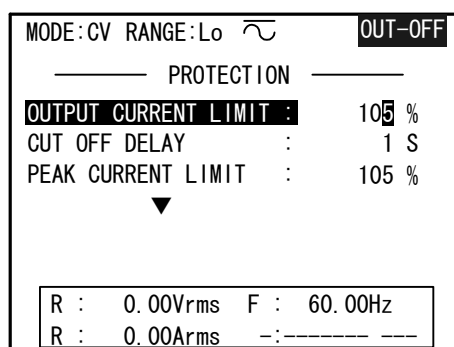 MODE:CV RANGE:Lo OUT-OFF
PROTECTION
OUTPUT CURRENT LIMIT : 105 %
CUT OFF DELAY : 1 S
PEAK CURRENT LIMIT : 105 %
▼
R : 0.00Vrms F : 60.00Hz
R : 0.00Arms -:------- ---